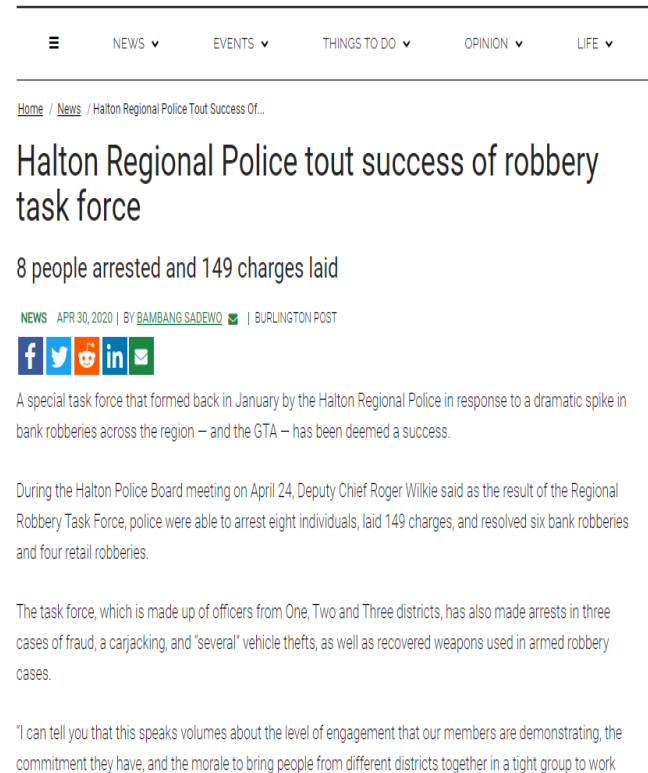 NEWS EVENTS THINGS TO DO OPINION LIFE
Home / News / Halton Regional Police Tout Success Of...
Halton Regional Police tout success of robbery
task force
8 people arrested and 149 charges laid
NEWS APR 30, 2020 | BY BAMBANG SADEWO | BURLINGTON POST
A special task force that formed back in January by the Halton Regional Police in response to a dramatic spike in
bank robberies across the region — and the GTA — has been deemed a success.
During the Halton Police Board meeting on April 24, Deputy Chief Roger Wilkie said as the result of the Regional
Robbery Task Force, police were able to arrest eight individuals, laid 149 charges, and resolved six bank robberies
and four retail robberies.
The task force, which is made up of officers from One, Two and Three districts, has also made arrests in three
cases of fraud, a carjacking, and “several” vehicle thefts, as well as recovered weapons used in armed robbery
cases.
“I can tell you that this speaks volumes about the level of engagement that our members are demonstrating, the
commitment they have, and the morale to bring people from different districts together in a tight group to work